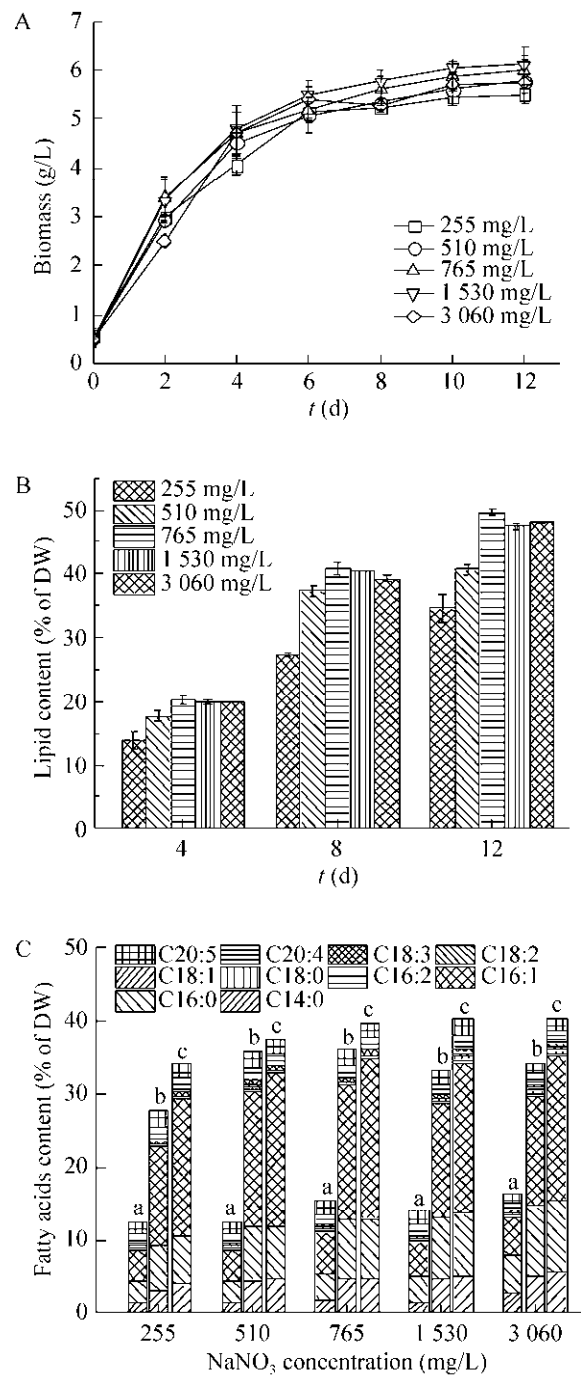 A
7
6
5
4
3
2
1
0
Biomass (g/L)
255 mg/L
510 mg/L
765 mg/L
1 530 mg/L
3 060 mg/L
0 2 4 6 8 10 12
t (d)
B
50
40
30
20
10
0
Lipid content (% of DW)
255 mg/L
510 mg/L
765 mg/L
1 530 mg/L
3 060 mg/L
4 8 12
t (d)
C
50
40
30
20
10
0
Fatty acids content (% of DW)
C20:5 C20:4 C18:3 C18:2
C18:1 C18:0 C16:2 C16:1
C16:0 C14:0
a b c a b c a b c a b c a b c
255 510 765 1 530 3 060
NaNO₃ concentration (mg/L)